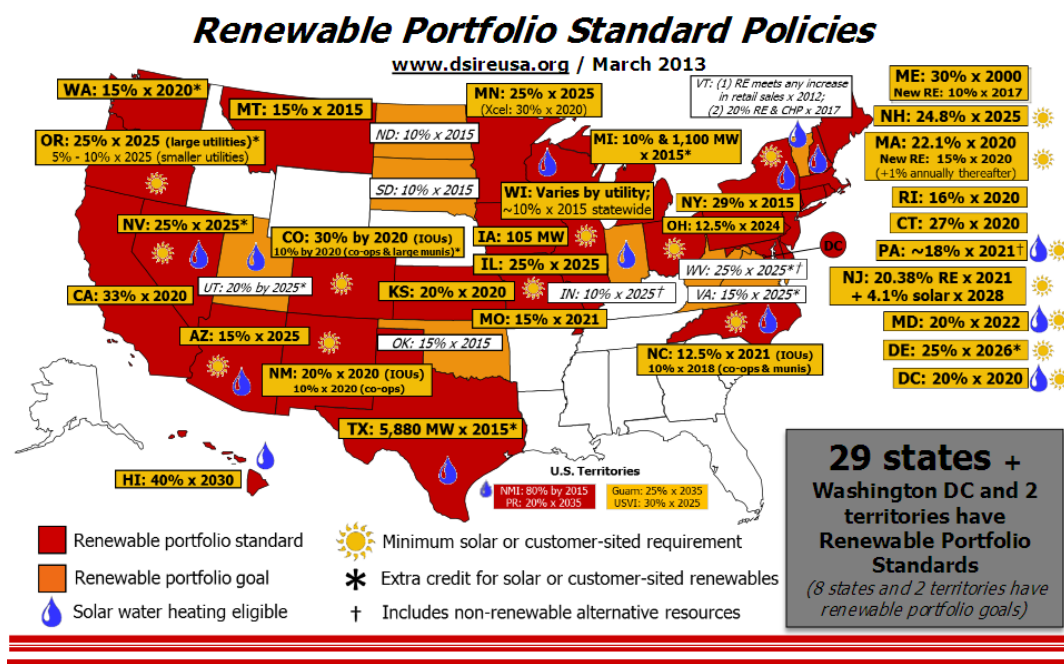 Renewable Portfolio Standard Policies
www.dsireusa.org / March 2013
WA: 15% x 2020*
MT: 15% x 2015
MN: 25% x 2025
(Xcel: 30% x 2020)
VT: (1) RE meets any increase
in retail sales x 2012;
(2) 20% RE & CHP x 2017
ME: 30% x 2000
New RE: 10% x 2017
NH: 24.8% x 2025
OR: 25% x 2025 (large utilities)*
5% - 10% x 2025 (smaller utilities)
ND: 10% x 2015
MI: 10% & 1,100 MW
x 2015*
MA: 22.1% x 2020
New RE: 15% x 2020
(+1% annually thereafter)
SD: 10% x 2015
WI: Varies by utility;
~10% x 2015 statewide
NY: 29% x 2015
RI: 16% x 2020
NV: 25% x 2025*
CO: 30% by 2020 (IOUs)
10% by 2020 (co-ops & large munis)*
IA: 105 MW
OH: 12.5% x 2024
CT: 27% x 2020
DC
PA: ~18% x 2021†
IL: 25% x 2025
WV: 25% x 2025*†
UT: 20% by 2025*
KS: 20% x 2020
IN: 10% x 2025†
VA: 15% x 2025*
NJ: 20.38% RE x 2021
+ 4.1% solar x 2028
CA: 33% x 2020
MO: 15% x 2021
MD: 20% x 2022
AZ: 15% x 2025
OK: 15% x 2015
NC: 12.5% x 2021 (IOUs)
10% x 2018 (co-ops & munis)
DE: 25% x 2026*
NM: 20% x 2020 (IOUs)
10% x 2020 (co-ops)
DC: 20% x 2020
TX: 5,880 MW x 2015*
HI: 40% x 2030
U.S. Territories
NMI: 80% by 2015
PR: 20% x 2035
Guam: 25% x 2035
USVI: 30% x 2025
29 states +
Washington DC and 2
territories have
Renewable Portfolio
Standards
(8 states and 2 territories have
renewable portfolio goals)
Renewable portfolio standard
Renewable portfolio goal
Solar water heating eligible
Minimum solar or customer-sited requirement
* Extra credit for solar or customer-sited renewables
† Includes non-renewable alternative resources